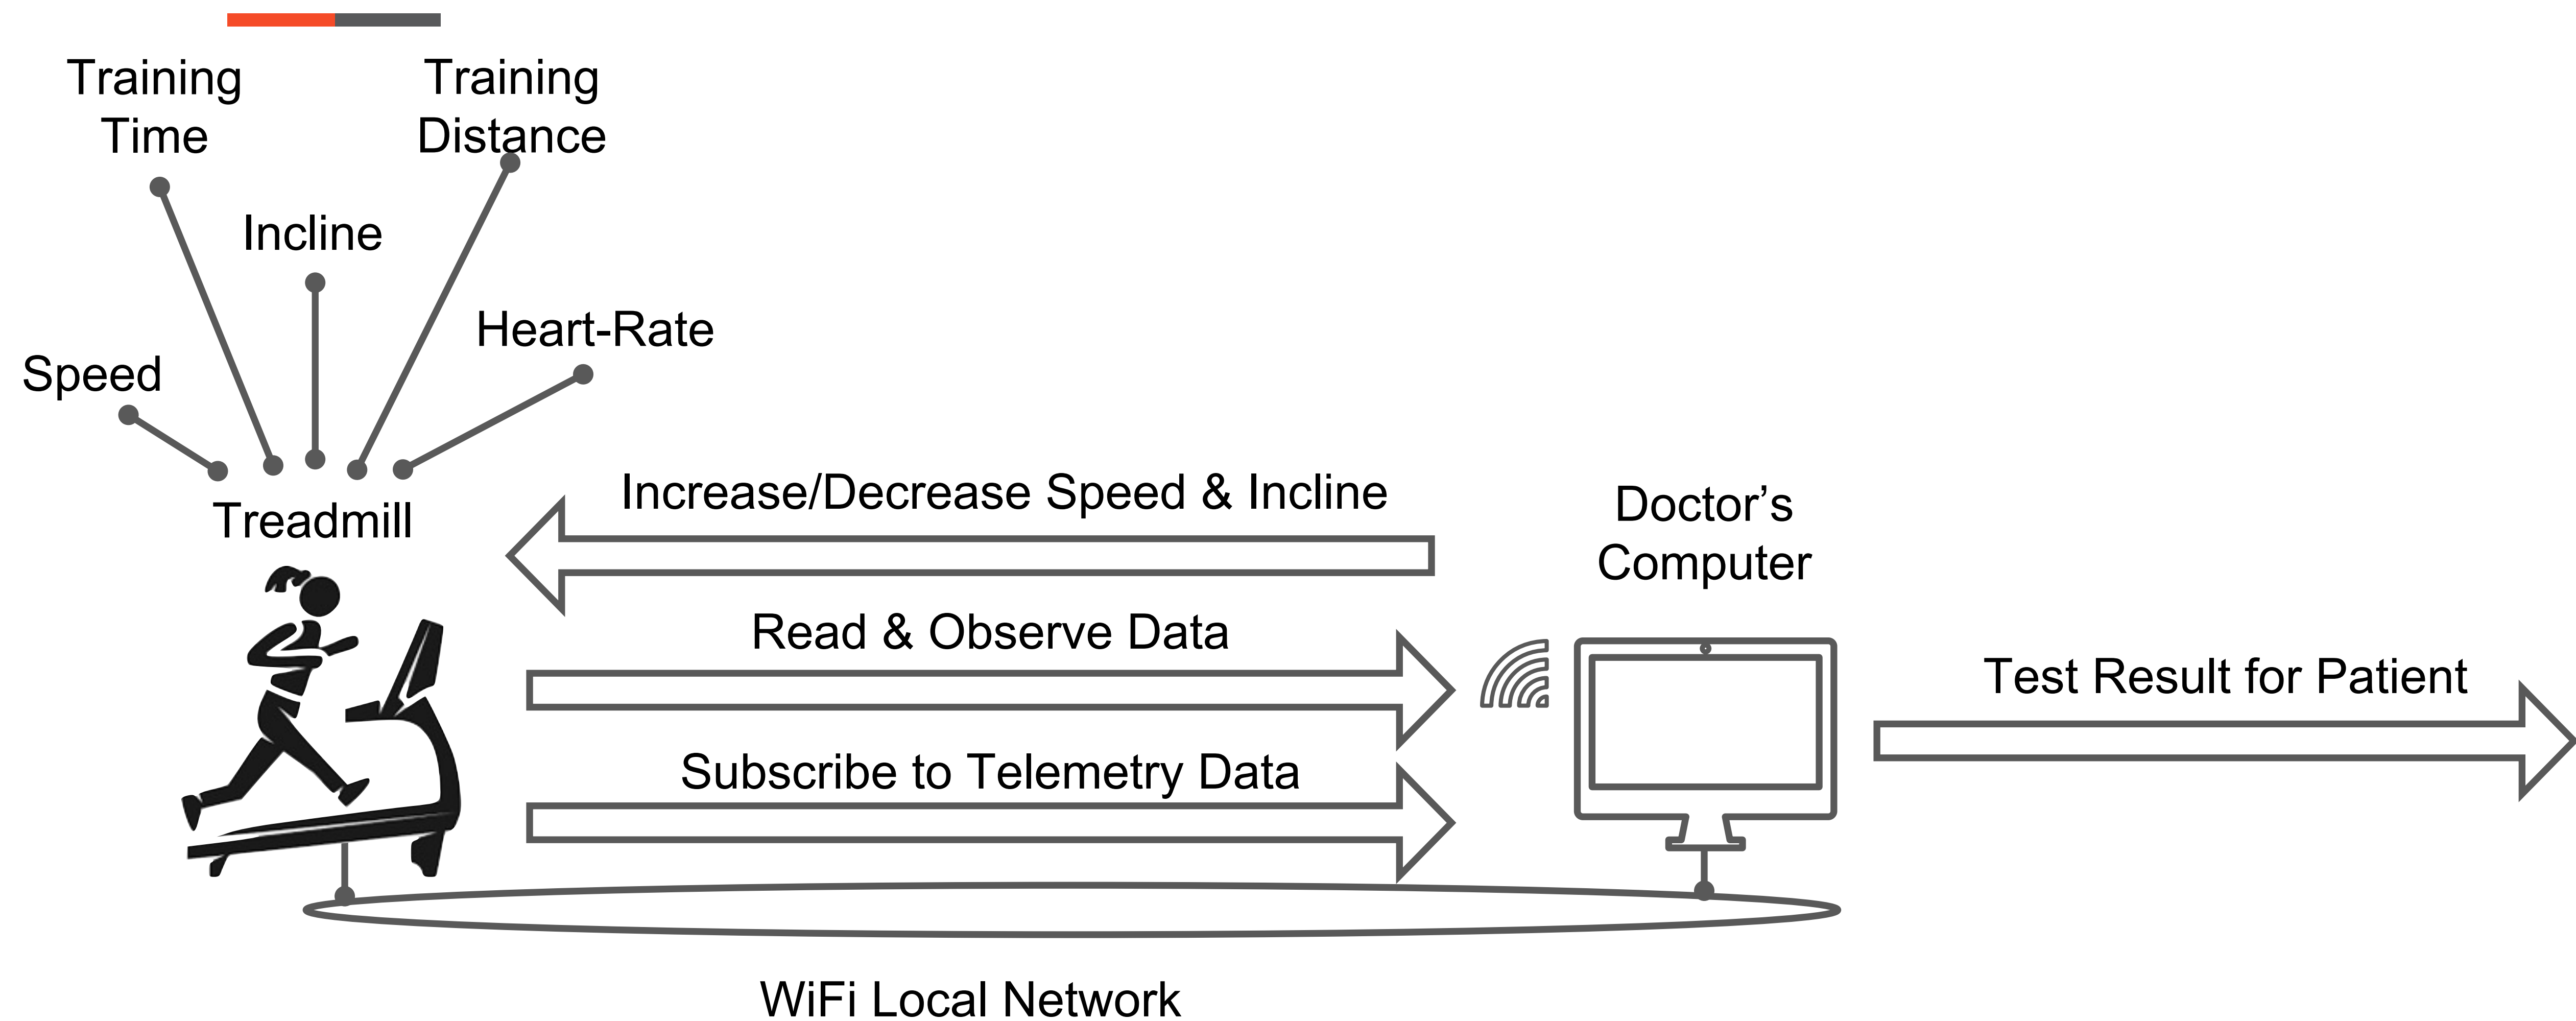 Training
Time
Training
Distance
Incline
Heart-Rate
Speed
Treadmill
Increase/Decrease Speed & Incline
Doctor’s
Computer
Read & Observe Data
Test Result for Patient
Subscribe to Telemetry Data
WiFi Local Network